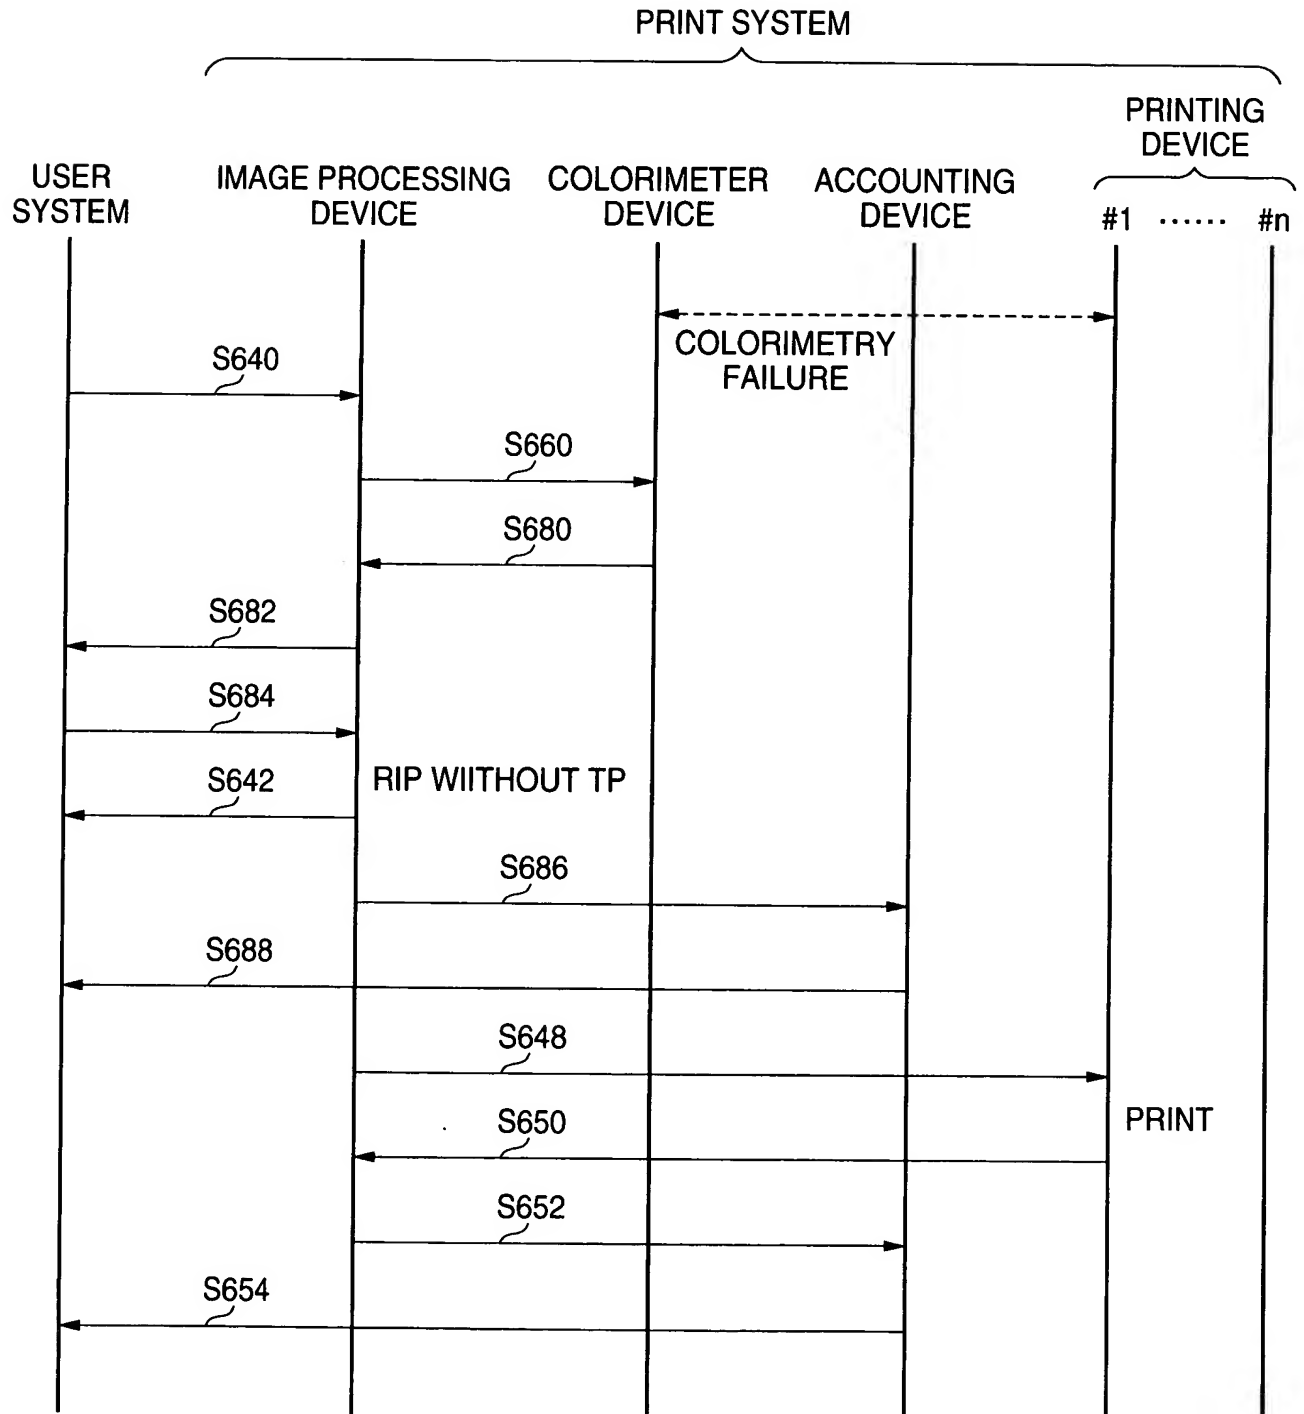 PRINT SYSTEM
PRINTING
DEVICE
USER
SYSTEM
IMAGE PROCESSING
DEVICE
COLORIMETER
DEVICE
ACCOUNTING
DEVICE
#1 ...... #n
COLORIMETRY
FAILURE
S640
S660
S680
S682
S684
S642
RIP WIITHOUT TP
S686
S688
S648
PRINT
S650
S652
S654